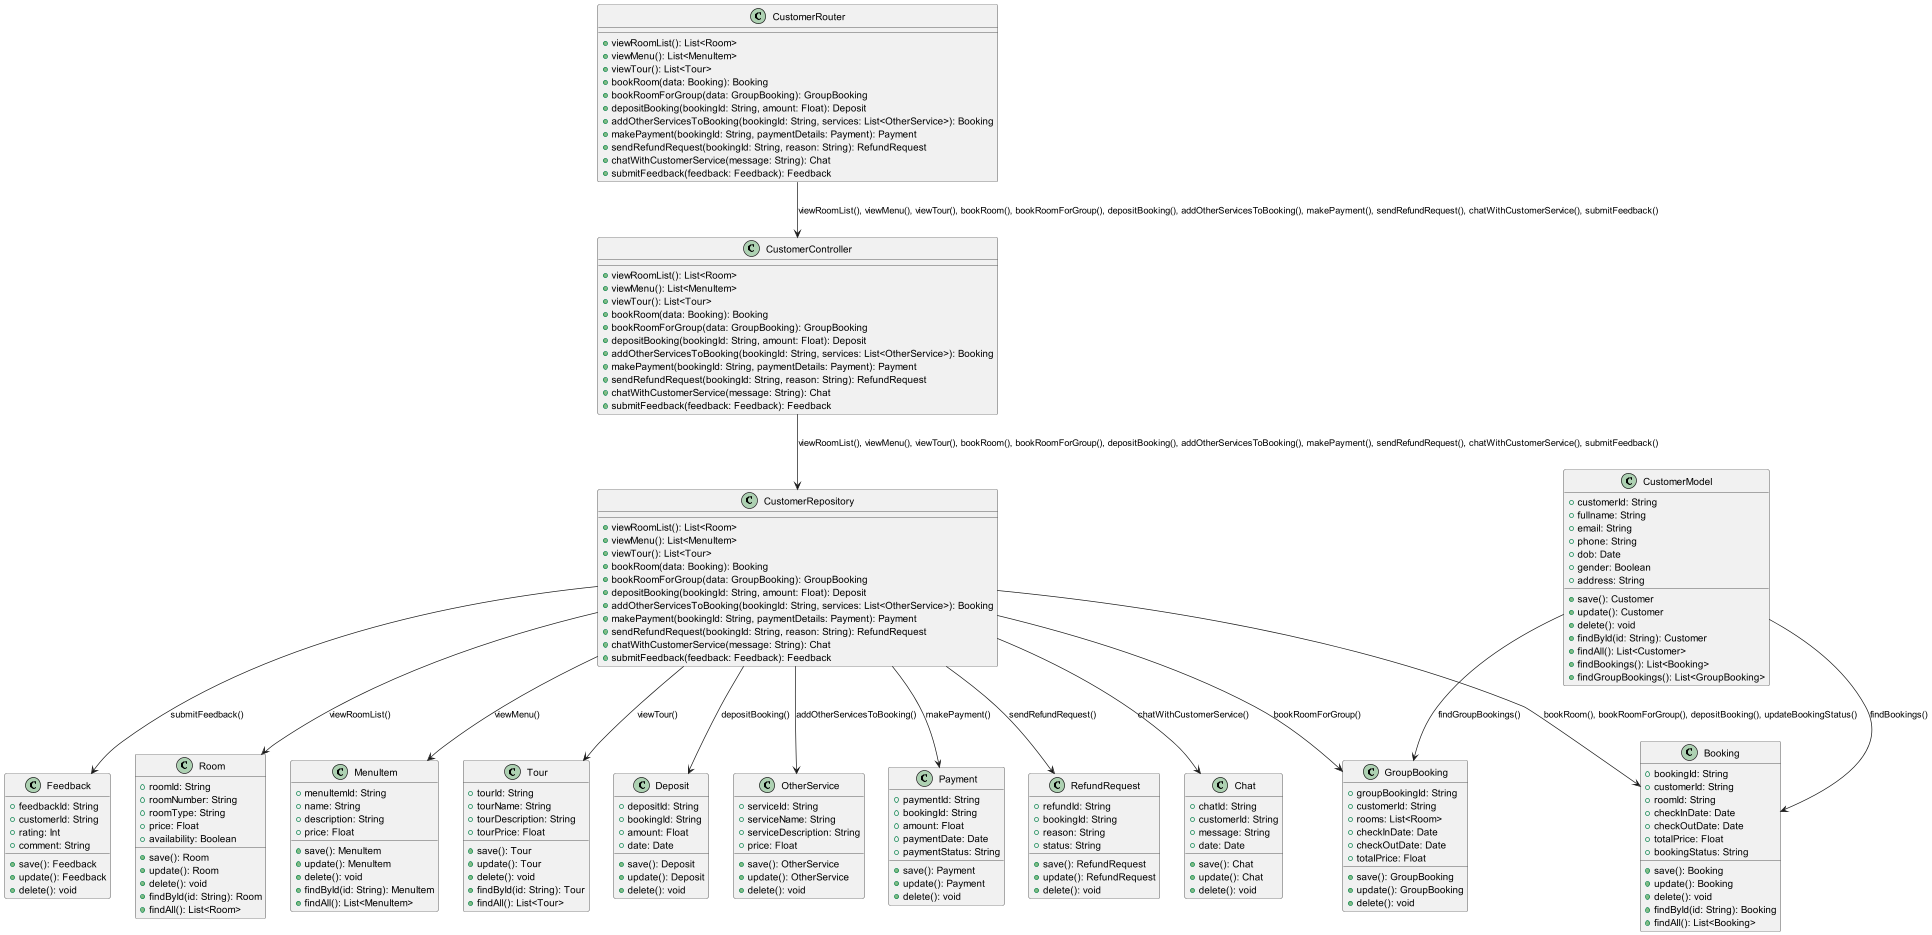 C CustomerRouter
viewRoomList(): List<Room>
viewMenu(): List<MenuItem>
viewTour(): List<Tour>
bookRoom(data: Booking): Booking
bookRoomForGroup(data: GroupBooking): GroupBooking
depositBooking(bookingId: String, amount: Float): Deposit
addOtherServicesToBooking(bookingId: String, services: List<OtherService>): Booking
makePayment(bookingId: String, paymentDetails: Payment): Payment
sendRefundRequest(bookingId: String, reason: String): RefundRequest
chatWithCustomerService(message: String): Chat
submitFeedback(feedback: Feedback): Feedback
viewRoomList(), viewMenu(), viewTour(), bookRoom(), bookRoomForGroup(), depositBooking(), addOtherServicesToBooking(), makePayment(), sendRefundRequest(), chatWithCustomerService(), submitFeedback()
C CustomerController
viewRoomList(): List<Room>
viewMenu(): List<MenuItem>
viewTour(): List<Tour>
bookRoom(data: Booking): Booking
bookRoomForGroup(data: GroupBooking): GroupBooking
depositBooking(bookingId: String, amount: Float): Deposit
addOtherServicesToBooking(bookingId: String, services: List<OtherService>): Booking
makePayment(bookingId: String, paymentDetails: Payment): Payment
sendRefundRequest(bookingId: String, reason: String): RefundRequest
chatWithCustomerService(message: String): Chat
submitFeedback(feedback: Feedback): Feedback
viewRoomList(), viewMenu(), viewTour(), bookRoom(), bookRoomForGroup(), depositBooking(), addOtherServicesToBooking(), makePayment(), sendRefundRequest(), chatWithCustomerService(), submitFeedback()
C CustomerRepository
viewRoomList(): List<Room>
viewMenu(): List<MenuItem>
viewTour(): List<Tour>
bookRoom(data: Booking): Booking
bookRoomForGroup(data: GroupBooking): GroupBooking
depositBooking(bookingId: String, amount: Float): Deposit
addOtherServicesToBooking(bookingId: String, services: List<OtherService>): Booking
makePayment(bookingId: String, paymentDetails: Payment): Payment
sendRefundRequest(bookingId: String, reason: String): RefundRequest
chatWithCustomerService(message: String): Chat
submitFeedback(feedback: Feedback): Feedback
C CustomerModel
customerId: String
fullname: String
email: String
phone: String
dob: Date
gender: Boolean
address: String
save(): Customer
update(): Customer
delete(): void
findById(id: String): Customer
findAll(): List<Customer>
findBookings(): List<Booking>
findGroupBookings(): List<GroupBooking>
submitFeedback()
viewRoomList()
viewMenu()
viewTour()
depositBooking()
addOtherServicesToBooking()
makePayment()
sendRefundRequest()
chatWithCustomerService()
bookRoomForGroup()
findGroupBookings()
bookRoom(), bookRoomForGroup(), depositBooking(), updateBookingStatus()
findBookings()
C Feedback
feedbackId: String
customerId: String
rating: Int
comment: String
save(): Feedback
update(): Feedback
delete(): void
C Room
roomId: String
roomNumber: String
roomType: String
price: Float
availability: Boolean
save(): Room
update(): Room
delete(): void
findById(id: String): Room
findAll(): List<Room>
C MenuItem
menuItemId: String
name: String
description: String
price: Float
save(): MenuItem
update(): MenuItem
delete(): void
findById(id: String): MenuItem
findAll(): List<MenuItem>
C Tour
tourId: String
tourName: String
tourDescription: String
tourPrice: Float
save(): Tour
update(): Tour
delete(): void
findById(id: String): Tour
findAll(): List<Tour>
C Deposit
depositId: String
bookingId: String
amount: Float
date: Date
save(): Deposit
update(): Deposit
delete(): void
C OtherService
serviceId: String
serviceName: String
serviceDescription: String
price: Float
save(): OtherService
update(): OtherService
delete(): void
C Payment
paymentId: String
bookingId: String
amount: Float
paymentDate: Date
paymentStatus: String
save(): Payment
update(): Payment
delete(): void
C RefundRequest
refundId: String
bookingId: String
reason: String
status: String
save(): RefundRequest
update(): RefundRequest
delete(): void
C Chat
chatId: String
customerId: String
message: String
date: Date
save(): Chat
update(): Chat
delete(): void
C GroupBooking
groupBookingId: String
customerId: String
rooms: List<Room>
checkInDate: Date
checkOutDate: Date
totalPrice: Float
save(): GroupBooking
update(): GroupBooking
delete(): void
C Booking
bookingId: String
customerId: String
roomId: String
checkInDate: Date
checkOutDate: Date
totalPrice: Float
bookingStatus: String
save(): Booking
update(): Booking
delete(): void
findById(id: String): Booking
findAll(): List<Booking>